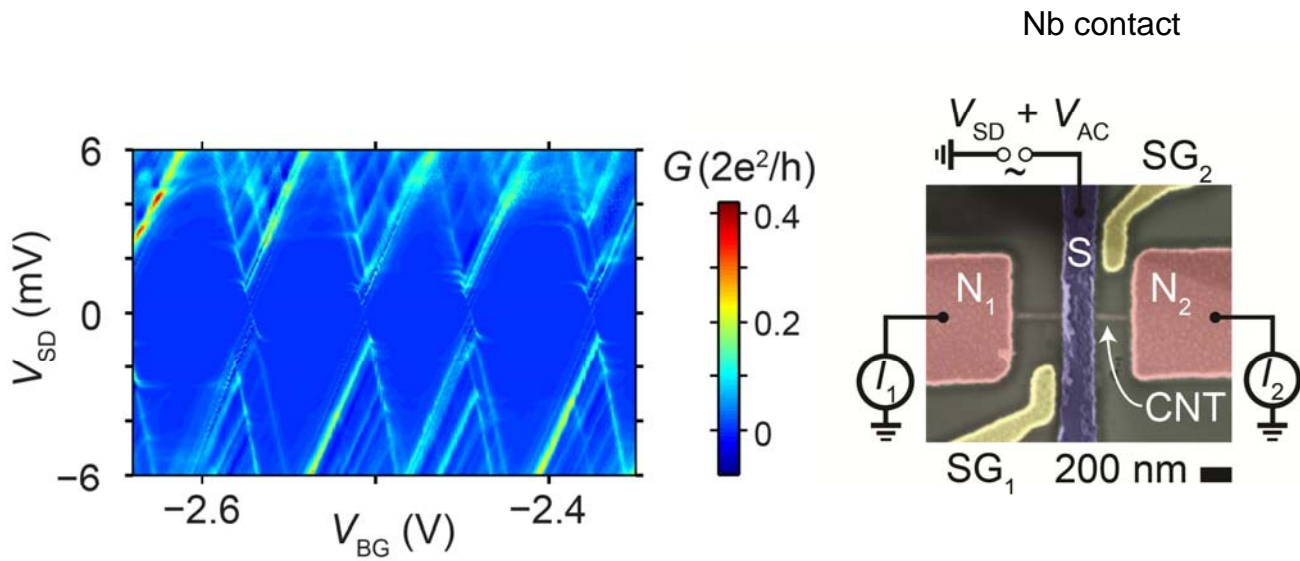 Nb contact
6
0
−6
V_SD (mV)
−2.6
−2.4
V_BG (V)
G (2e²/h)
0.4
0.2
0
V_SD + V_AC
~
SG₂
S
N₁
N₂
I₁
I₂
CNT
SG₁
200 nm